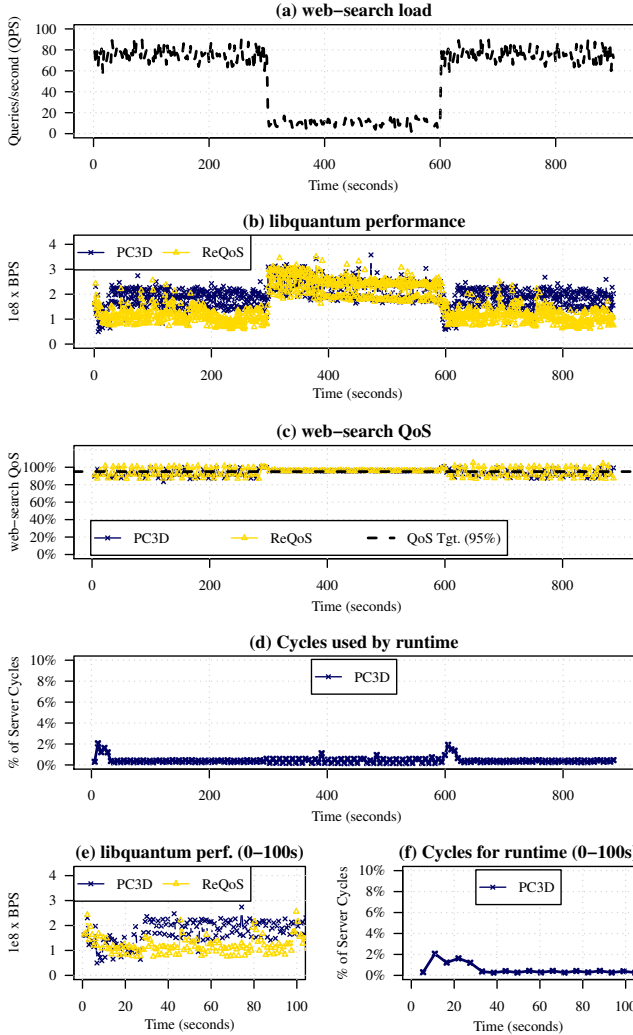 (a) web−search load
Queries/second (QPS)
100
80
60
40
20
0
0 200 400 600 800
Time (seconds)
(b) libquantum performance
PC3D ReQoS
1e8 x BPS
4
3
2
1
0
0 200 400 600 800
Time (seconds)
(c) web−search QoS
web−search QoS
100%
80%
60%
40%
20%
0%
PC3D ReQoS QoS Tgt. (95%)
0 200 400 600 800
Time (seconds)
(d) Cycles used by runtime
% of Server Cycles
10%
8%
6%
4%
2%
0%
PC3D
0 200 400 600 800
Time (seconds)
(e) libquantum perf. (0−100s)
PC3D ReQoS
1e8 x BPS
4
3
2
1
0
0 20 40 60 80 100
Time (seconds)
(f) Cycles for runtime (0−100s)
PC3D
% of Server Cycles
10%
8%
6%
4%
2%
0%
0 20 40 60 80 100
Time (seconds)